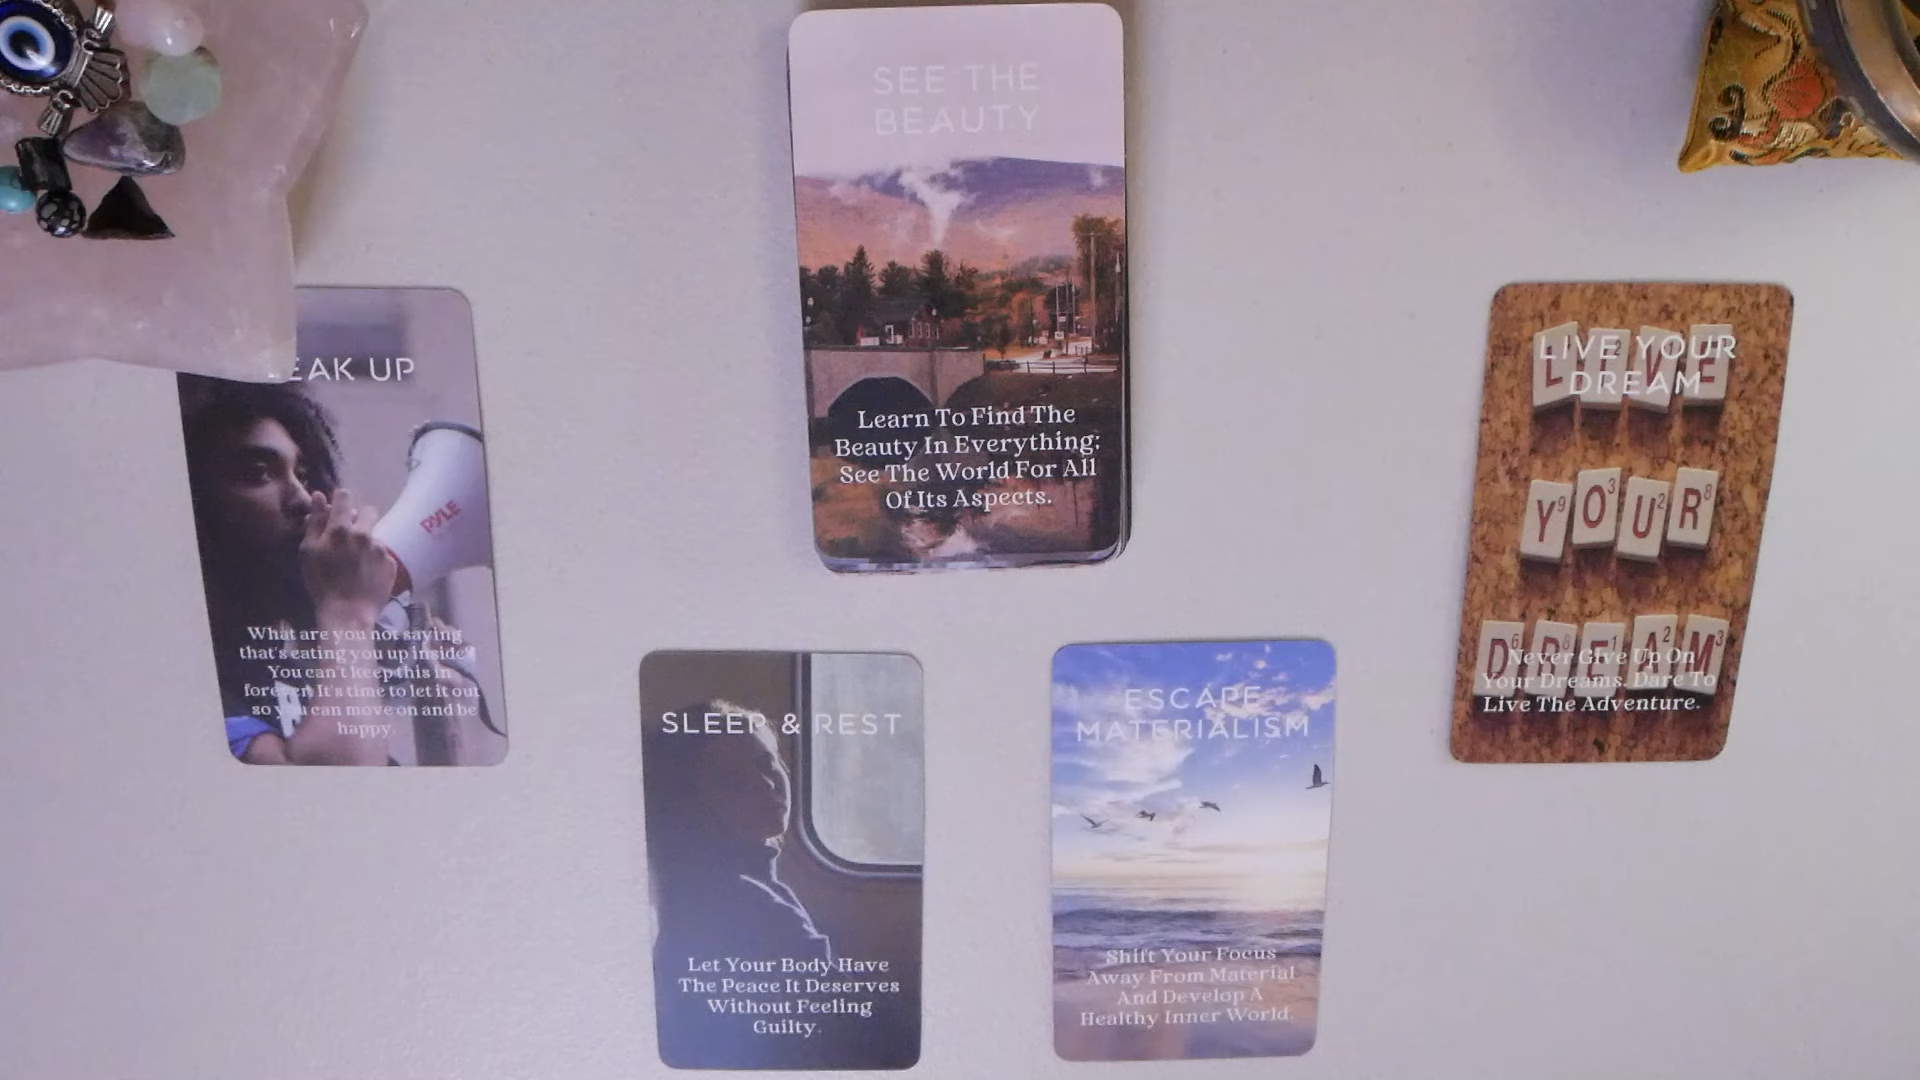 SEE THE
BEAUTY
Learn To Find The
Beauty In Everything;
See The World For All
Of Its Aspects.
EAK UP
PYLE
What are you not saying
that's eating you up inside?
You can't keep this in
forever. It's time to let it out
so you can move on and be
happy.
SLEEP & REST
Let Your Body Have
The Peace It Deserves
Without Feeling
Guilty.
ESCAPE
MATERIALISM
Shift Your Focus
Away From Material
And Develop A
Healthy Inner World.
LIVE YOUR
DREAM
LIVE
YOUR
DREAM
Never Give Up On
Your Dreams. Dare To
Live The Adventure.